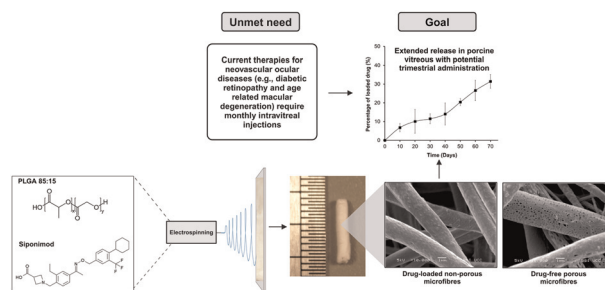 Unmet need
Goal
Current therapies for
neovascular ocular
diseases (e.g., diabetic
retinopathy and age
related macular
degeneration) require
monthly intravitreal
injections
Extended release in porcine
vitreous with potential
trimestrial administration
Percentage of loaded drug (%)
50
40
30
20
10
0
0 10 20 30 40 50 60 70
Time (Days)
PLGA 85:15
HO
O
O
O
O
H
x
y
Siponimod
HO
O
N
N
O
F
F
F
Electrospinning
Drug-loaded non-porous
microfibres
Drug-free porous
microfibres